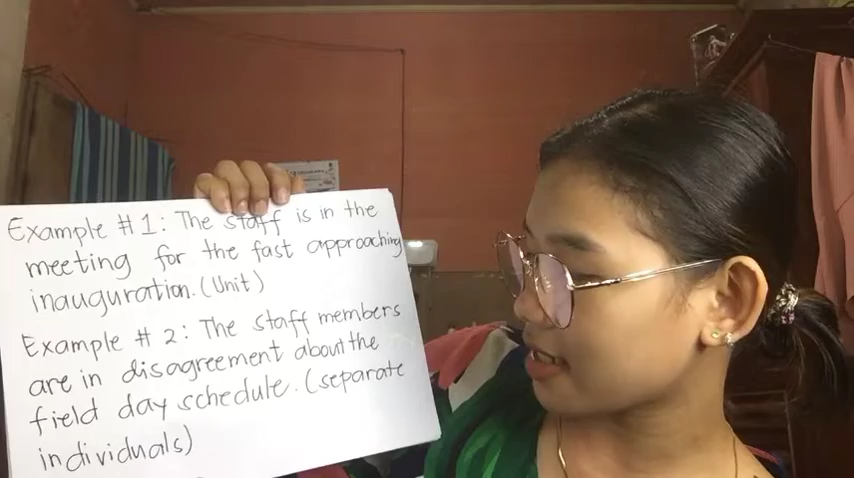 Example # 1: The staff is in the
meeting for the fast approaching
inauguration. (Unit)
Example # 2: The staff members
are in disagreement about the
field day schedule. (separate
individuals)